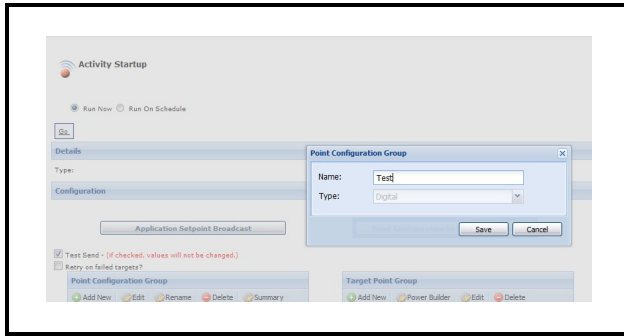 Activity Startup
Run Now Run On Schedule
Go
Details
Type:
Configuration
Application Setpoint Broadcast
Point Configuration Group
Name: Test
Type: Digital
Save Cancel
Test Send - (if checked, values will not be changed.)
Retry on failed targets?
Point Configuration Group
Add New Edit Rename Delete Summary
Target Point Group
Add New Power Builder Edit Delete